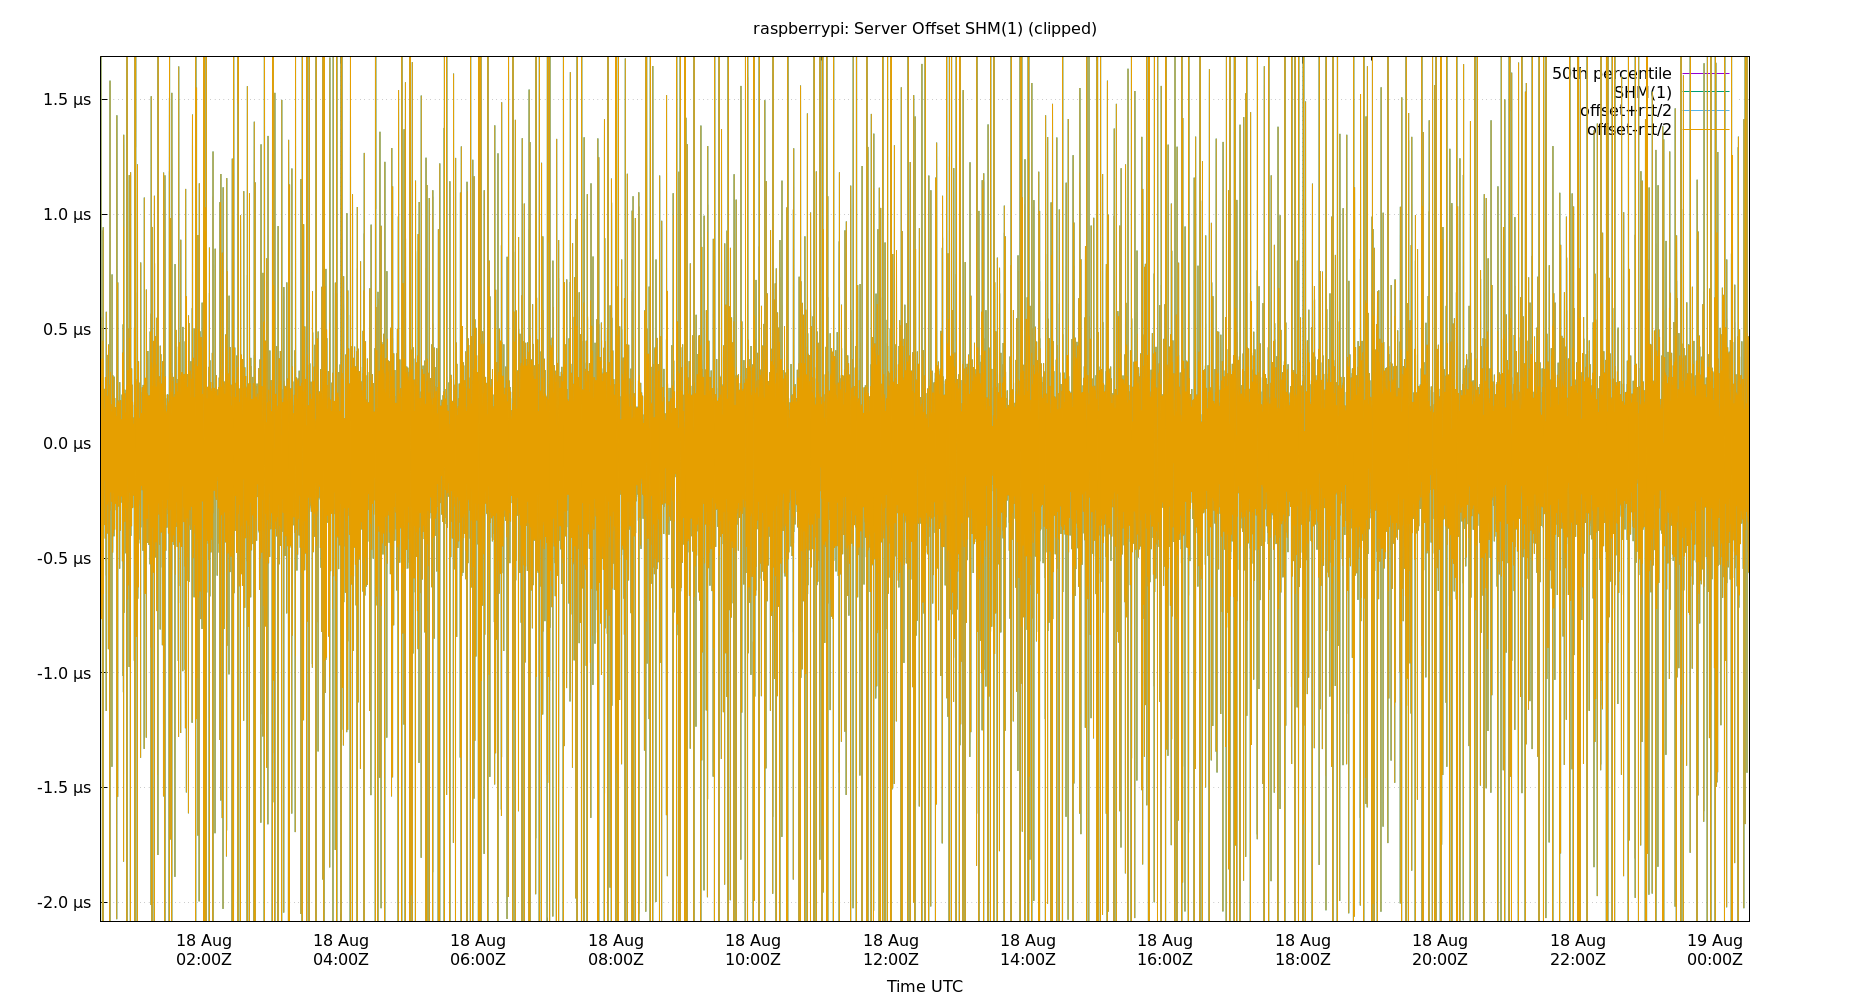 raspberrypi: Server Offset SHM(1) (clipped)
50th percentile
SHM(1)
offset+rtt/2
offset-rtt/2
1.5 µs
1.0 µs
0.5 µs
0.0 µs
-0.5 µs
-1.0 µs
-1.5 µs
-2.0 µs
18 Aug 18 Aug 18 Aug 18 Aug 18 Aug 18 Aug 18 Aug 18 Aug 18 Aug 18 Aug 18 Aug 19 Aug
02:00Z 04:00Z 06:00Z 08:00Z 10:00Z 12:00Z 14:00Z 16:00Z 18:00Z 20:00Z 22:00Z 00:00Z
Time UTC